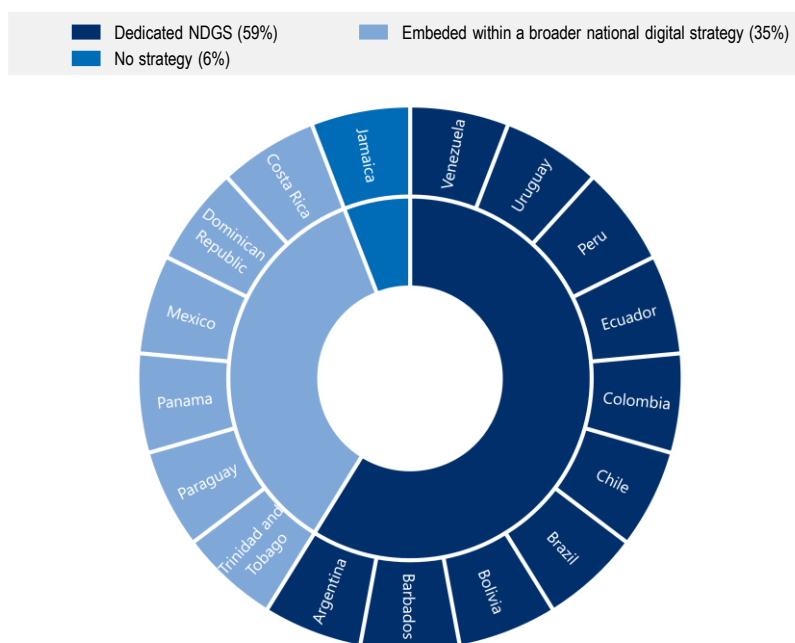 Dedicated NDGS (59%)
Embeded within a broader national digital strategy (35%)
No strategy (6%)
Jamaica
Venezuela
Uruguay
Peru
Ecuador
Colombia
Chile
Brazil
Bolivia
Barbados
Argentina
Trinidad and
Tobago
Paraguay
Panama
Mexico
Dominican
Republic
Costa Rica